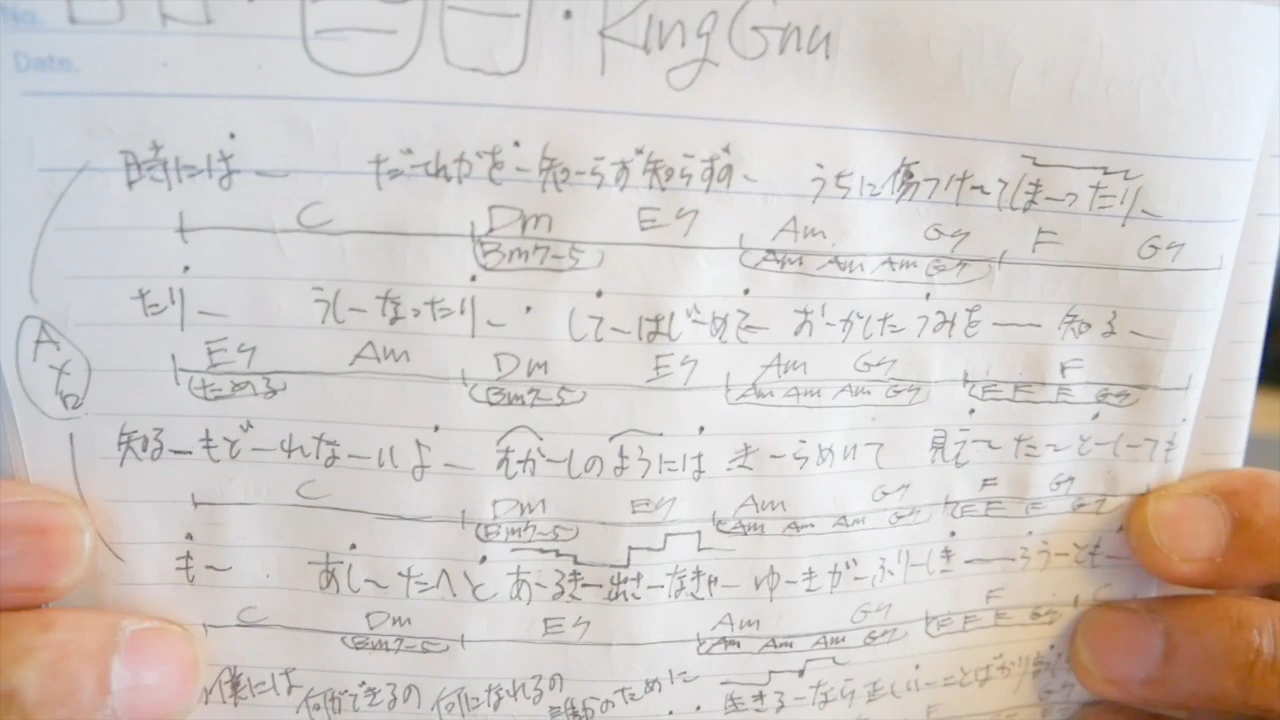 No.
・King Gnu
Date.
時にはー だーれかをー知ーらず知らずのー うちに傷つけ〜てしまーったりー
C Dm E7 Am G7 F G7
Bm7-5 Am Am Am G7
たりー うしーなったりー して一はじーめてー おーかしたつみをー 知るー
E7 Am Dm E7 Am G7 F
ためる Bm7-5 Am Am Am G7 F F F G7
知るーもどーれなーいよー むかーしのようには きーらめいて 見え〜た〜としーても
C Dm E7 Am G7 F G7
Bm7-5 Am Am Am G7 F F F G7
も〜 あし〜たへと あーるきー出さーなきゃー ゆーきがーふりーしきーろうーともー
Aメロ
C Dm E7 Am G7 F C
Bm7-5 Am Am Am G7 F F F G7
僕には 何ができるの 何になれるの 誰かのために 生きるーなら正しいーことばかり
F